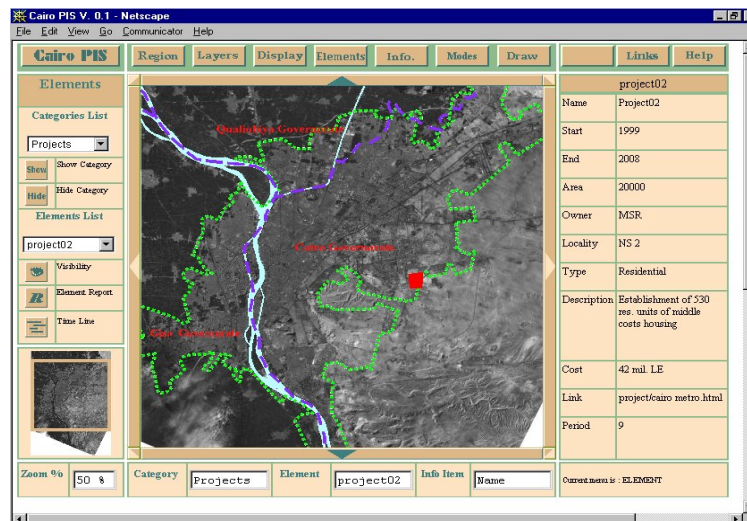 Cairo PIS V. 0.1 - Netscape
File Edit View Go Communicator Help
Cairo PIS
Region Layers Display Elements Info. Modes Draw
Links Help
Elements
Categories List
Projects
Show Show Category
Hide Hide Category
Elements List
project02
Visibility
R Element Report
Time Line
Cairo Governorate
project02
Name Project02
Start 1999
End 2008
Area 20000
Owner MSR
Locality NS 2
Type Residential
Description Establishment of 530
res. units of middle
costs housing
Cost 42 mil. LE
Link project/cairo metro.html
Period 9
Zoom % 50 %
Category Projects
Element project02
Info Item Name
Current menu is : ELEMENT